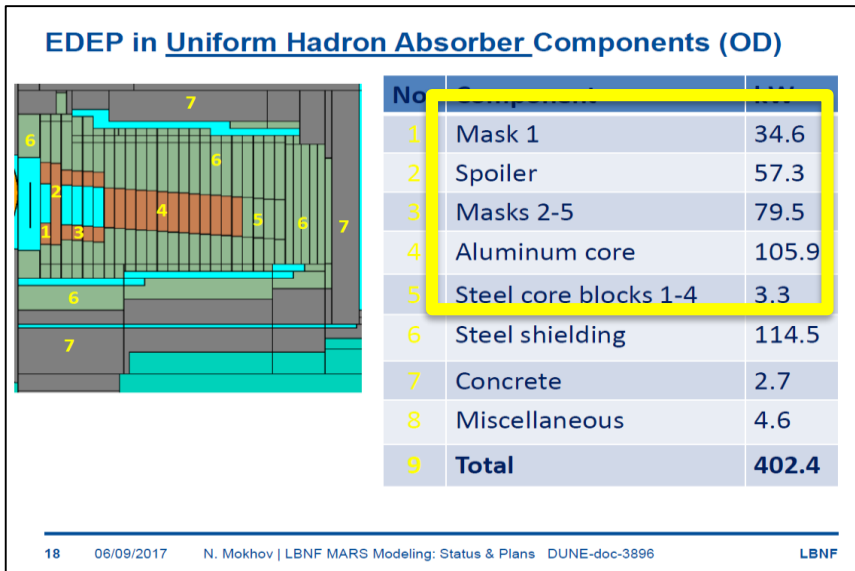 EDEP in Uniform Hadron Absorber Components (OD)
7
6
6
2
4
5
6
7
1
3
6
7
No Component kW
1 Mask 1 34.6
2 Spoiler 57.3
3 Masks 2-5 79.5
4 Aluminum core 105.9
5 Steel core blocks 1-4 3.3
6 Steel shielding 114.5
7 Concrete 2.7
8 Miscellaneous 4.6
9 Total 402.4
18 06/09/2017 N. Mokhov | LBNF MARS Modeling: Status & Plans DUNE-doc-3896 LBNF